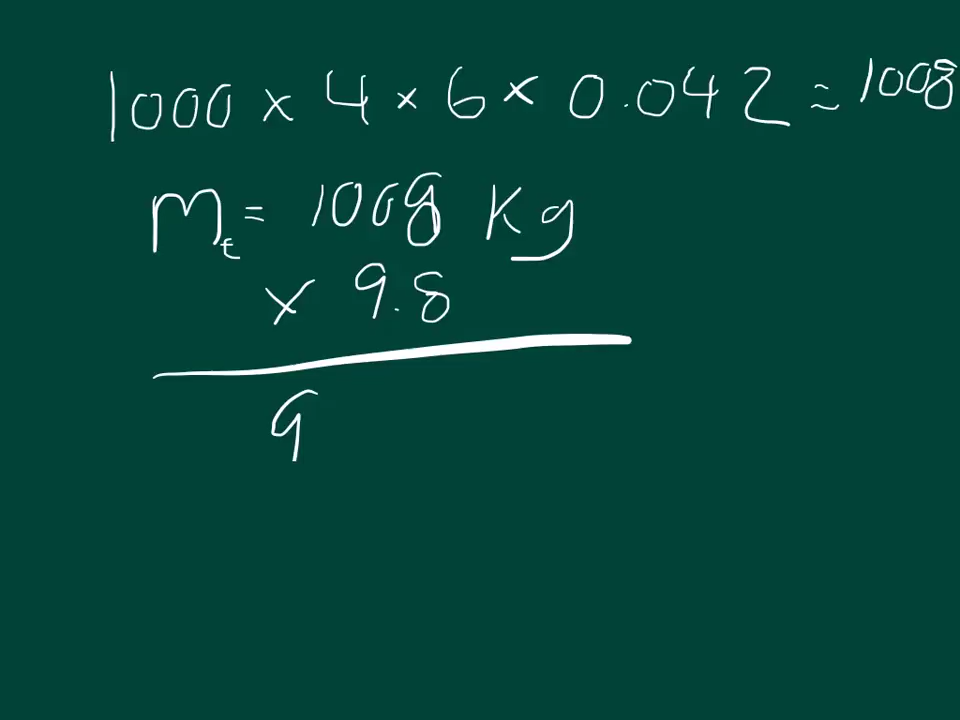 1000 × 4 × 6 × 0.042 ≈ 1008
Mt = 1008 Kg
× 9.8
9